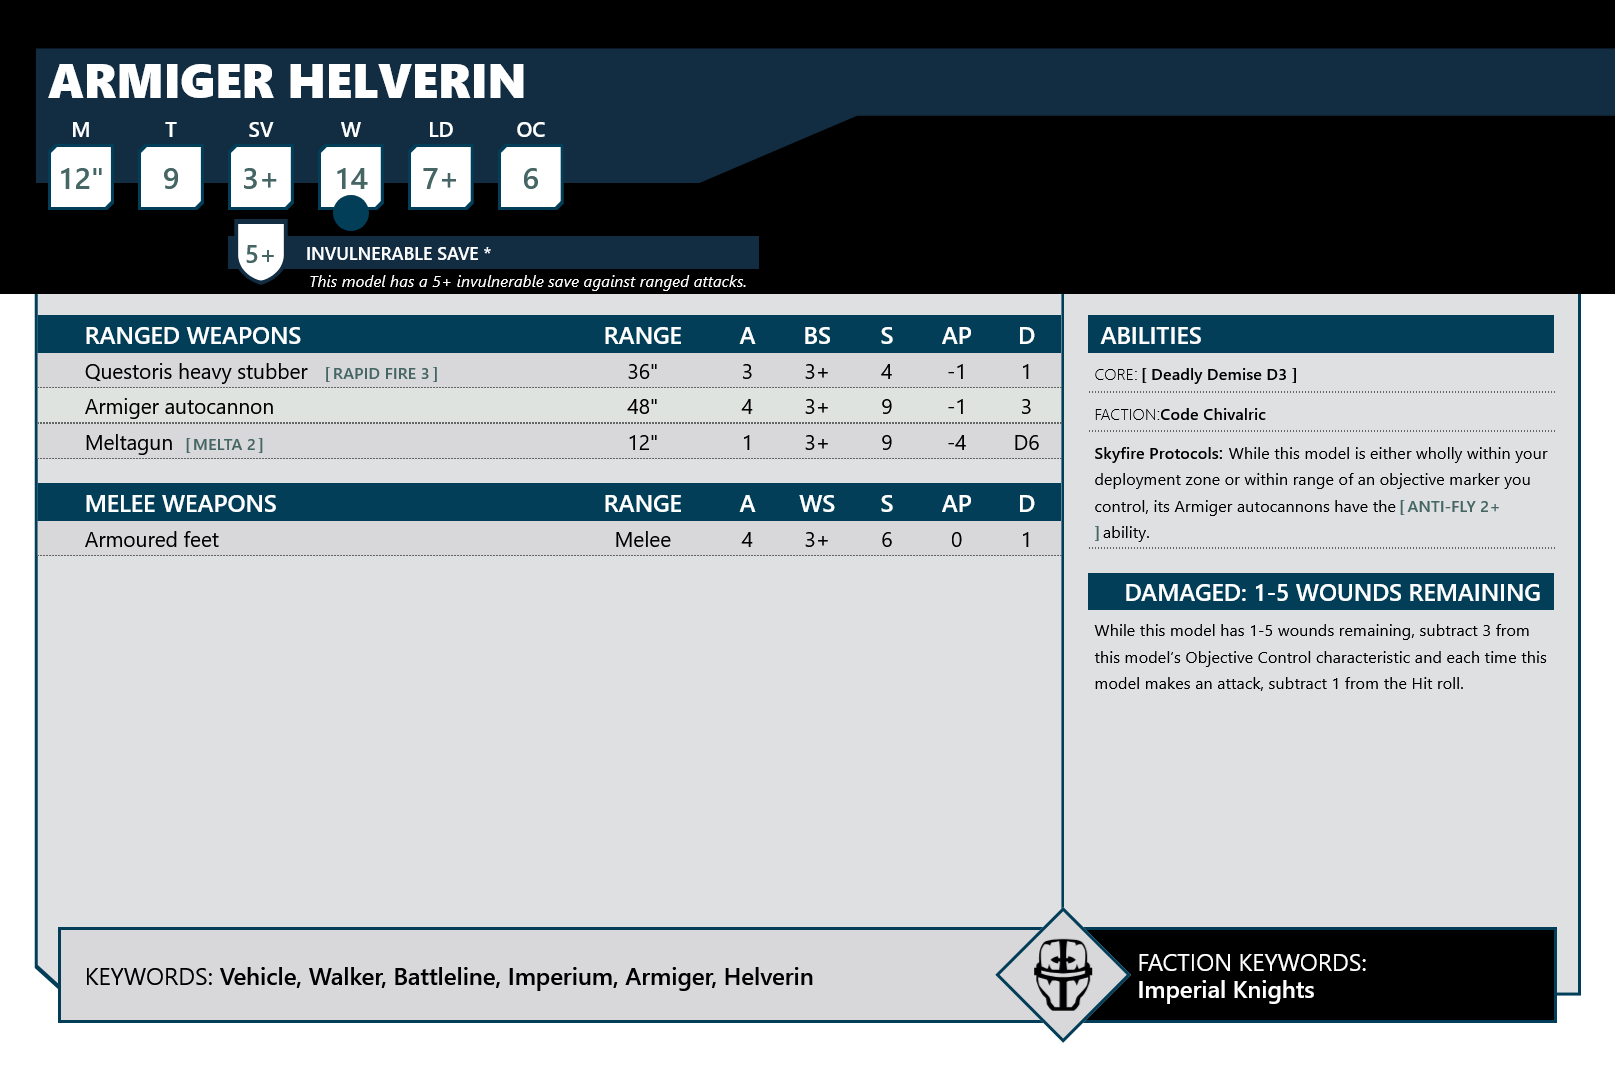 ARMIGER HELVERIN
M T SV W LD OC
12" 9 3+ 14 7+ 6
5+ INVULNERABLE SAVE *
This model has a 5+ invulnerable save against ranged attacks.
RANGED WEAPONS RANGE A BS S AP D
Questoris heavy stubber [ RAPID FIRE 3 ] 36" 3 3+ 4 -1 1
Armiger autocannon 48" 4 3+ 9 -1 3
Meltagun [ MELTA 2 ] 12" 1 3+ 9 -4 D6
MELEE WEAPONS RANGE A WS S AP D
Armoured feet Melee 4 3+ 6 0 1
ABILITIES
CORE: [ Deadly Demise D3 ]
FACTION:Code Chivalric
Skyfire Protocols: While this model is either wholly within your
deployment zone or within range of an objective marker you
control, its Armiger autocannons have the [ ANTI-FLY 2+
] ability.
DAMAGED: 1-5 WOUNDS REMAINING
While this model has 1-5 wounds remaining, subtract 3 from
this model’s Objective Control characteristic and each time this
model makes an attack, subtract 1 from the Hit roll.
KEYWORDS: Vehicle, Walker, Battleline, Imperium, Armiger, Helverin
FACTION KEYWORDS:
Imperial Knights